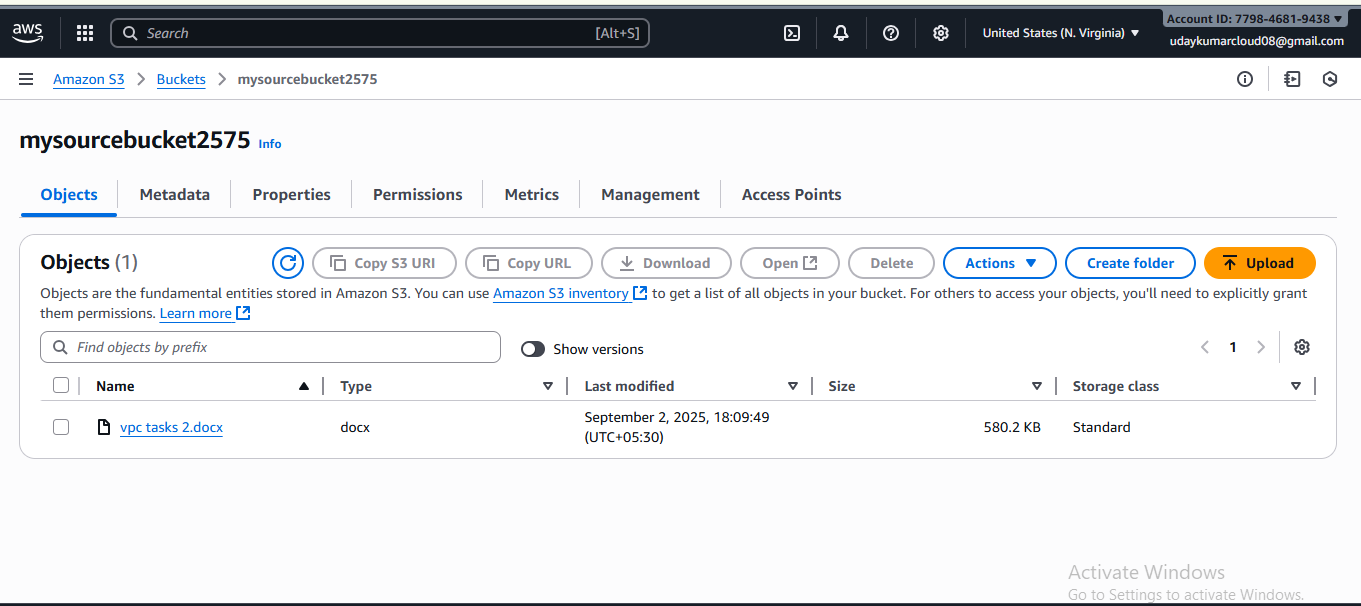 aws
Search [Alt+S]
United States (N. Virginia) ▼
Account ID: 7798-4681-9438 ▼
udaykumarcloud08@gmail.com
Amazon S3 > Buckets > mysourcebucket2575
mysourcebucket2575 Info
Objects Metadata Properties Permissions Metrics Management Access Points
Objects (1)
Copy S3 URI Copy URL Download Open Delete Actions ▼ Create folder Upload
Objects are the fundamental entities stored in Amazon S3. You can use Amazon S3 inventory to get a list of all objects in your bucket. For others to access your objects, you'll need to explicitly grant
them permissions. Learn more
Find objects by prefix
Show versions
< 1 >
Name ▲ Type Last modified Size Storage class
vpc tasks 2.docx docx September 2, 2025, 18:09:49 (UTC+05:30) 580.2 KB Standard
Activate Windows
Go to Settings to activate Windows.